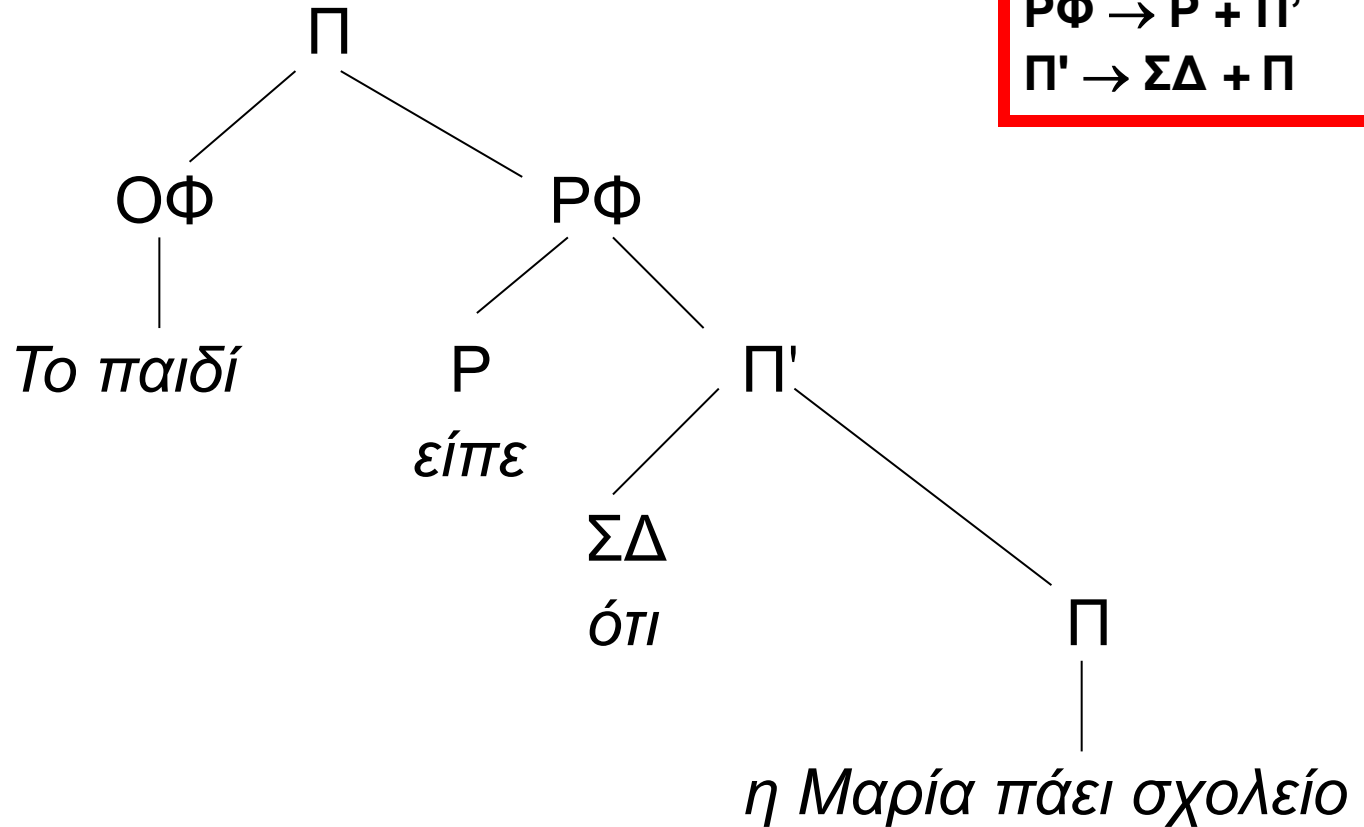 Π
ΡΦ → Ρ + Π’
Π' → ΣΔ + Π
ΟΦ ΡΦ
Το παιδί Ρ Π'
είπε
ΣΔ
ότι
Π
η Μαρία πάει σχολείο